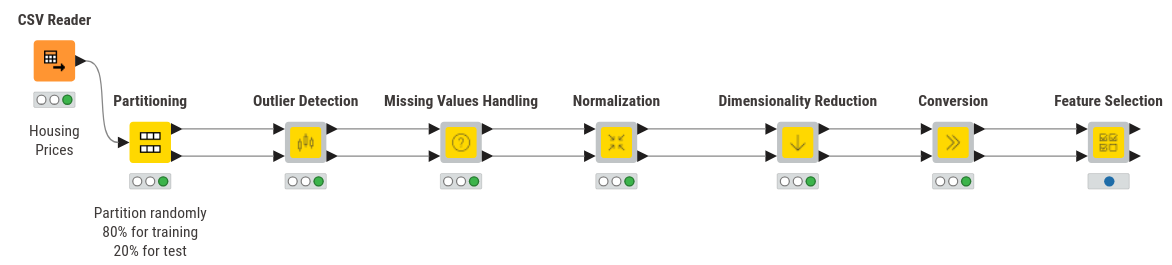 CSV Reader
Housing
Prices
Partitioning
Partition randomly
80% for training
20% for test
Outlier Detection
Missing Values Handling
Normalization
Dimensionality Reduction
Conversion
Feature Selection